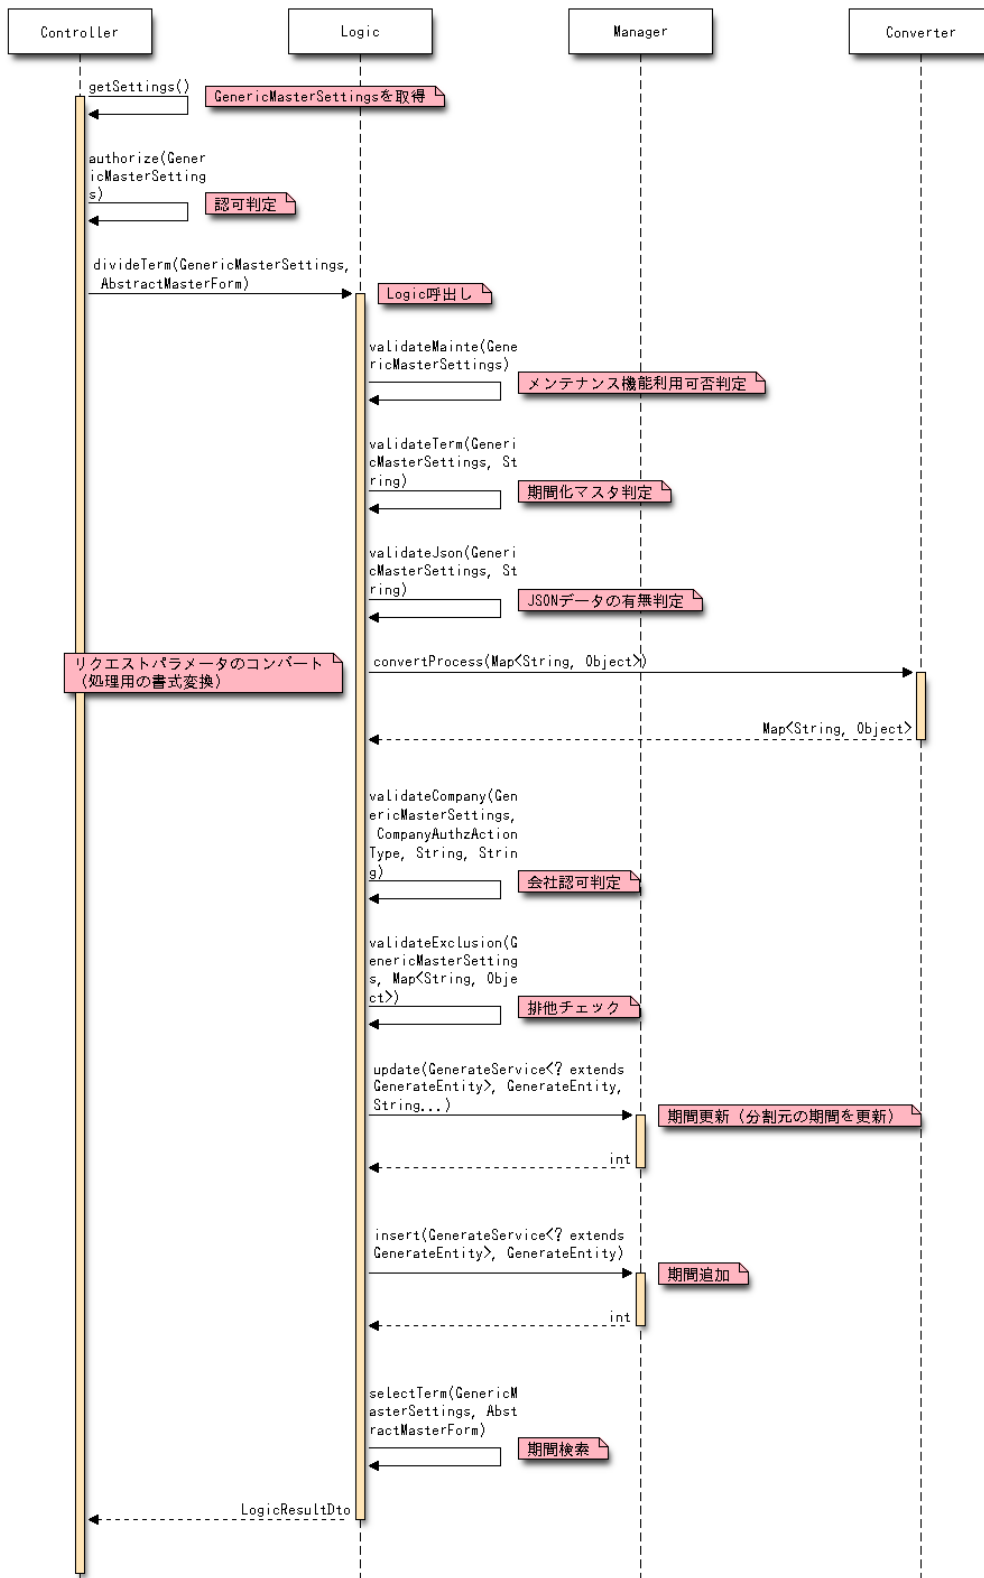 Controller
Logic
Manager
Converter
getSettings()
GenericMasterSettingsを取得
authorize(Gener
icMasterSetting
s)
認可判定
divideTerm(GenericMasterSettings,
AbstractMasterForm)
Logic呼出し
validateMainte(Gene
ricMasterSettings)
メンテナンス機能利用可否判定
validateTerm(Generi
cMasterSettings, St
ring)
期間化マスタ判定
validateJson(Generi
cMasterSettings, St
ring)
JSONデータの有無判定
リクエストパラメータのコンバート
（処理用の書式変換）
convertProcess(Map<String, Object>)
Map<String, Object>
validateCompany(Gen
ericMasterSettings,
CompanyAuthzAction
Type, String, Strin
g)
会社認可判定
validateExclusion(G
enericMasterSetting
s, Map<String, Obje
ct>)
排他チェック
update(GenerateService<? extends
GenerateEntity>, GenerateEntity,
String...)
期間更新（分割元の期間を更新）
int
insert(GenerateService<? extends
GenerateEntity>, GenerateEntity)
期間追加
int
selectTerm(GenericM
asterSettings, Abst
ractMasterForm)
期間検索
LogicResultDto